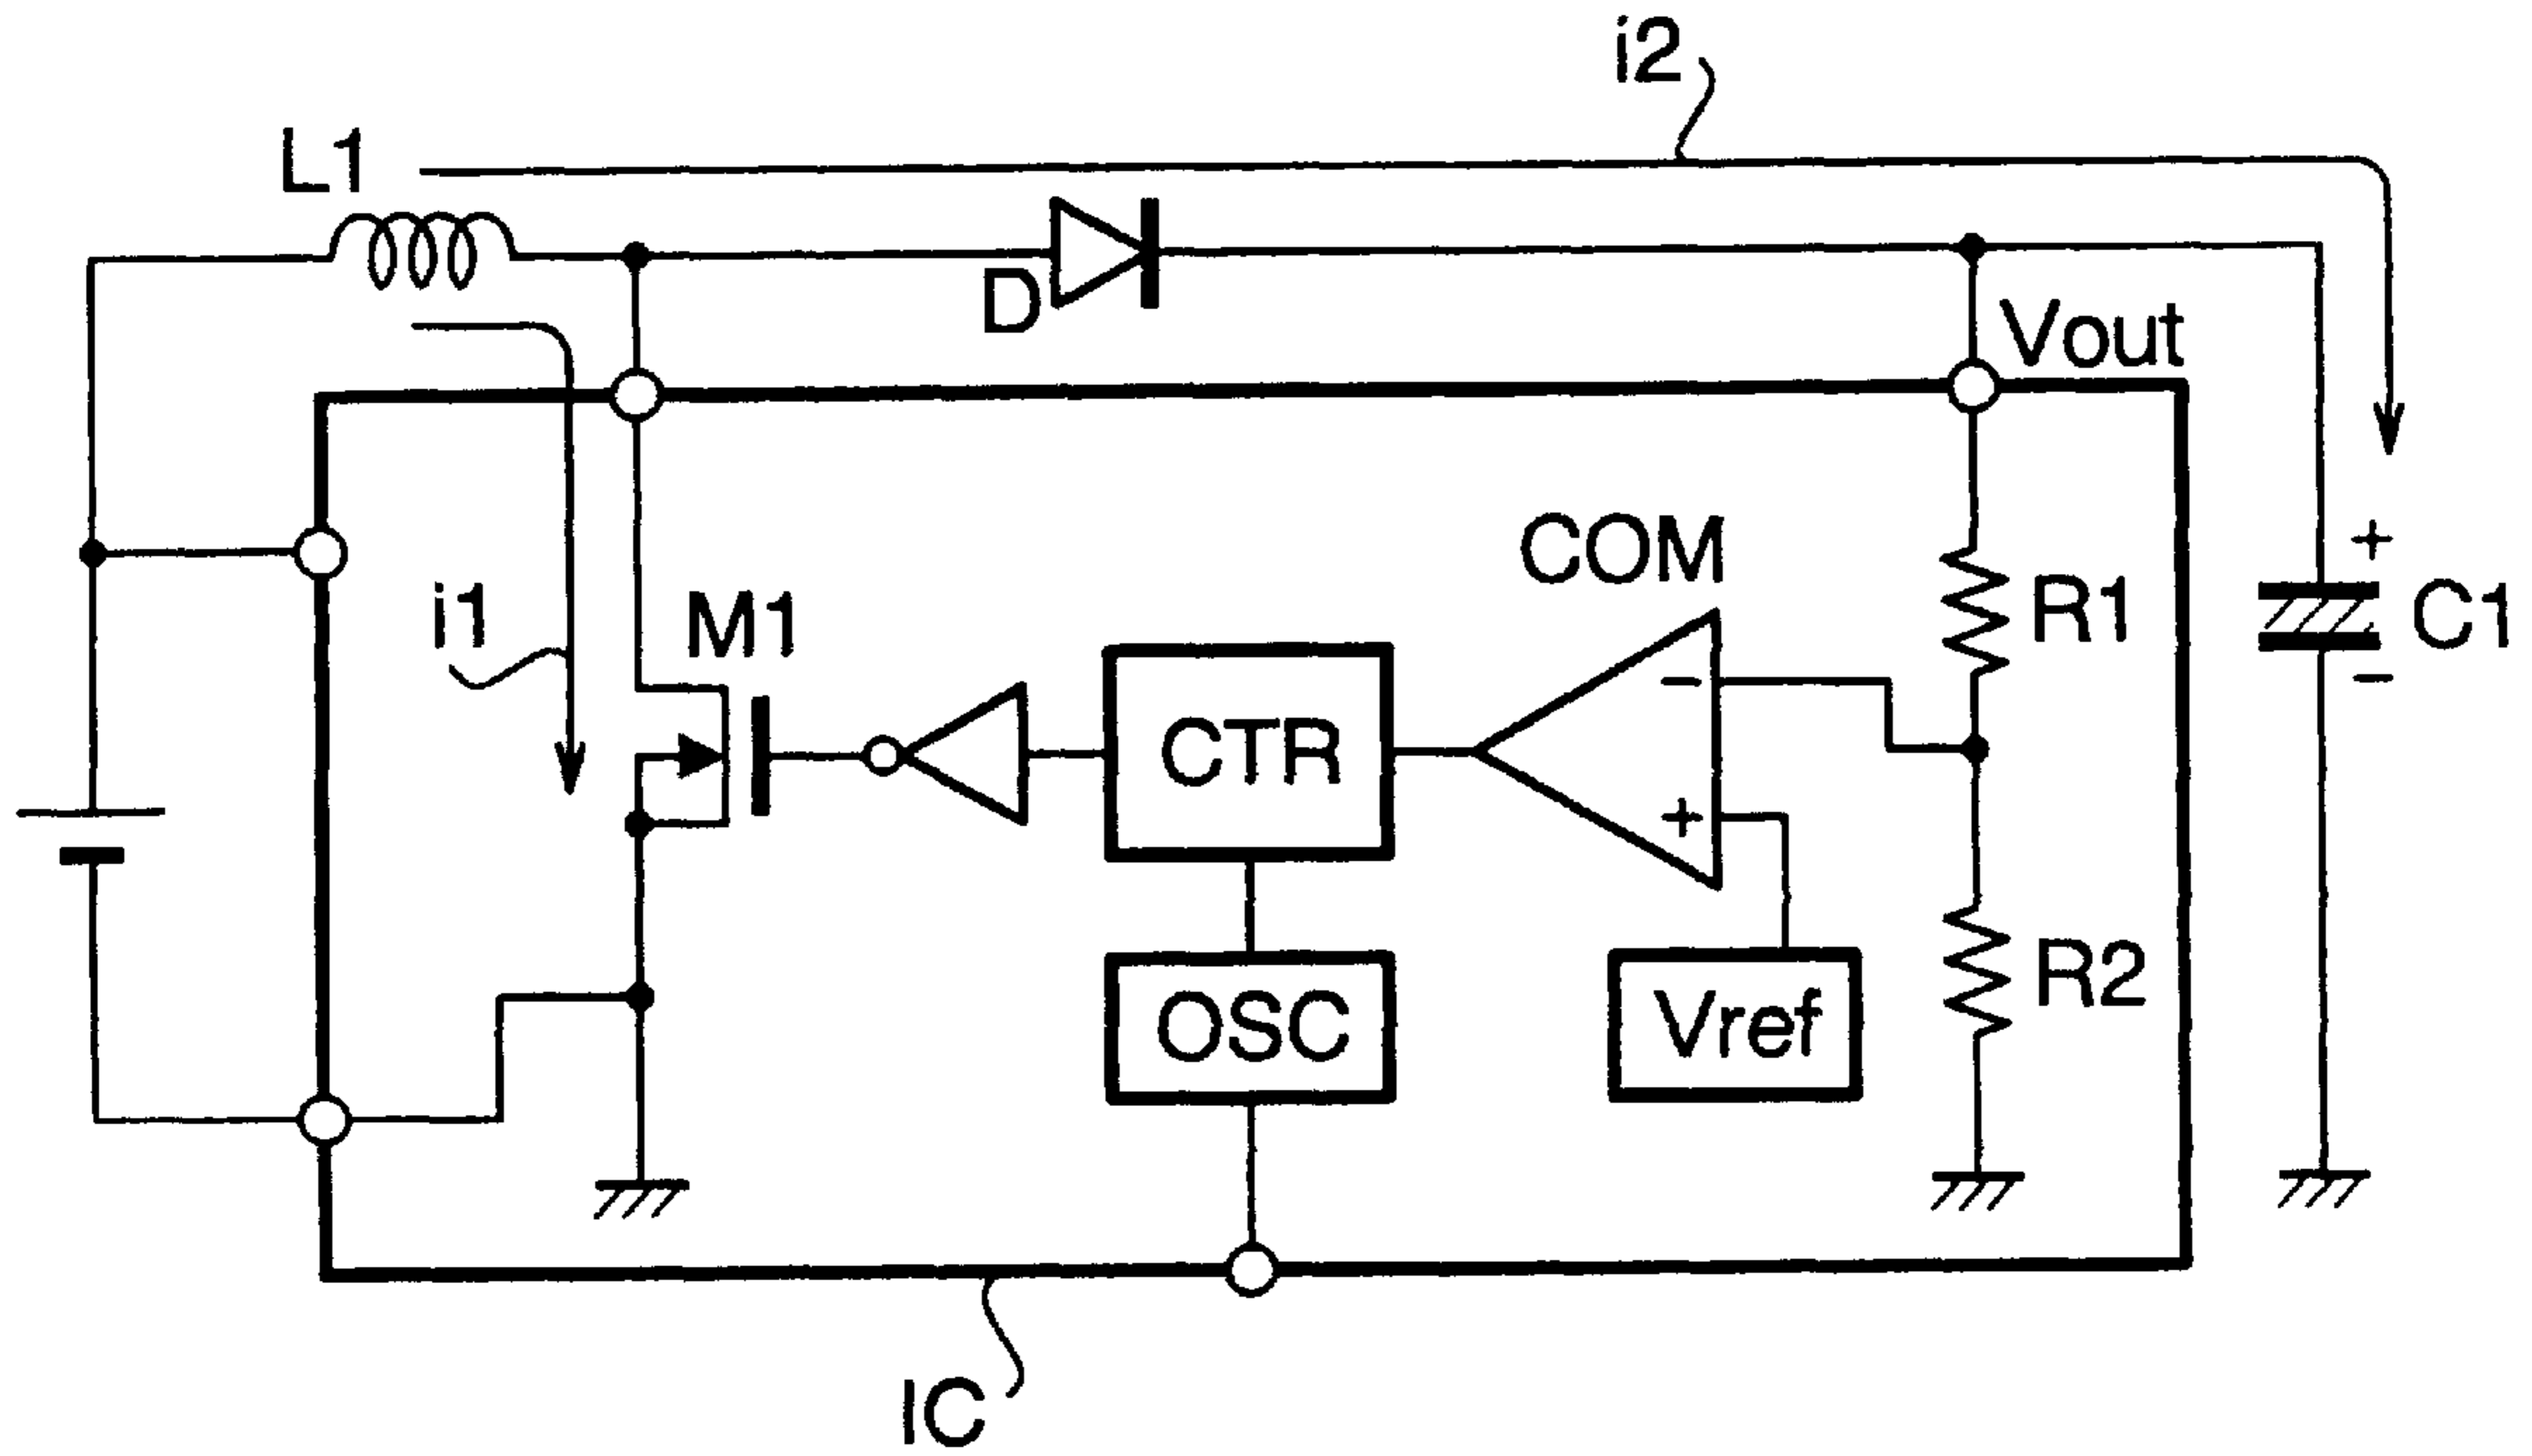 i2
L1
D
Vout
COM
i1
M1
R1
C1
+
−
−
+
CTR
OSC
Vref
R2
IC